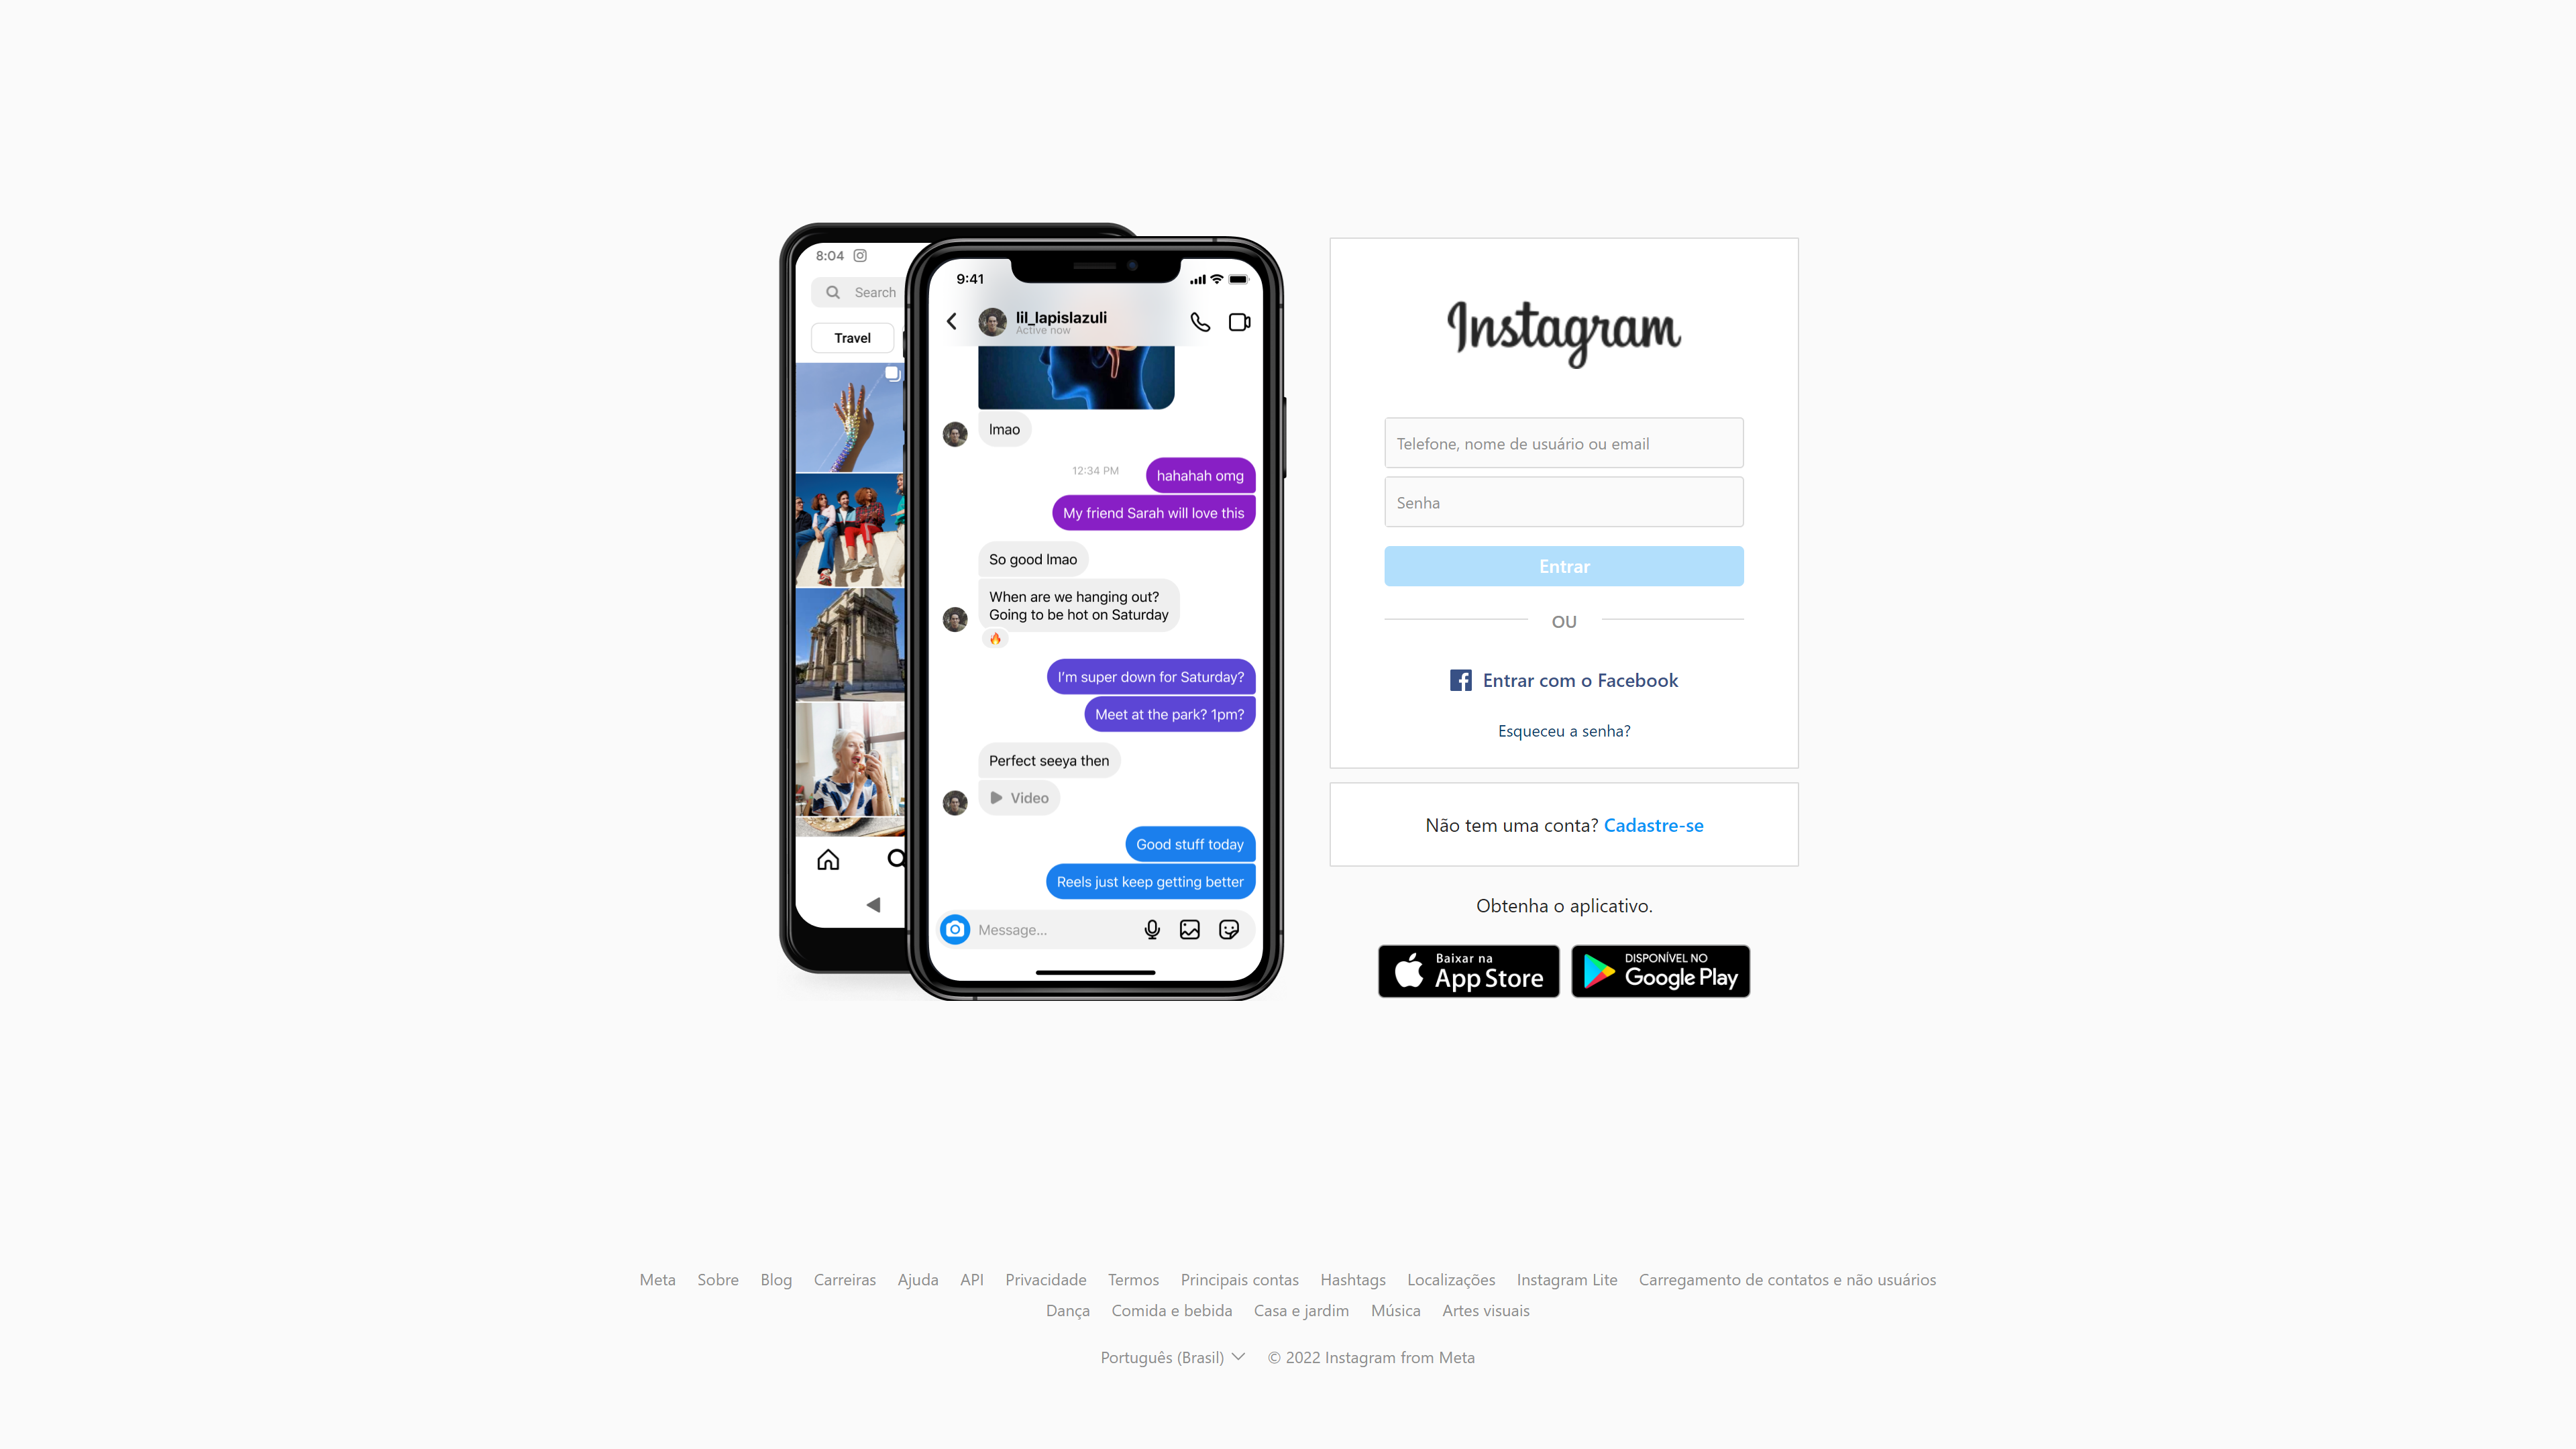 8:04
Search
Travel
9:41
lil_lapislazuli
Active now
lmao
12:34 PM
hahahah omg
My friend Sarah will love this
So good lmao
When are we hanging out?
Going to be hot on Saturday
I'm super down for Saturday?
Meet at the park? 1pm?
Perfect seeya then
Video
Good stuff today
Reels just keep getting better
Message...
Instagram
Telefone, nome de usuário ou email
Senha
Entrar
OU
Entrar com o Facebook
Esqueceu a senha?
Não tem uma conta? Cadastre-se
Obtenha o aplicativo.
Baixar na
App Store
DISPONÍVEL NO
Google Play
Meta Sobre Blog Carreiras Ajuda API Privacidade Termos Principais contas Hashtags Localizações Instagram Lite Carregamento de contatos e não usuários
Dança Comida e bebida Casa e jardim Música Artes visuais
Português (Brasil) © 2022 Instagram from Meta